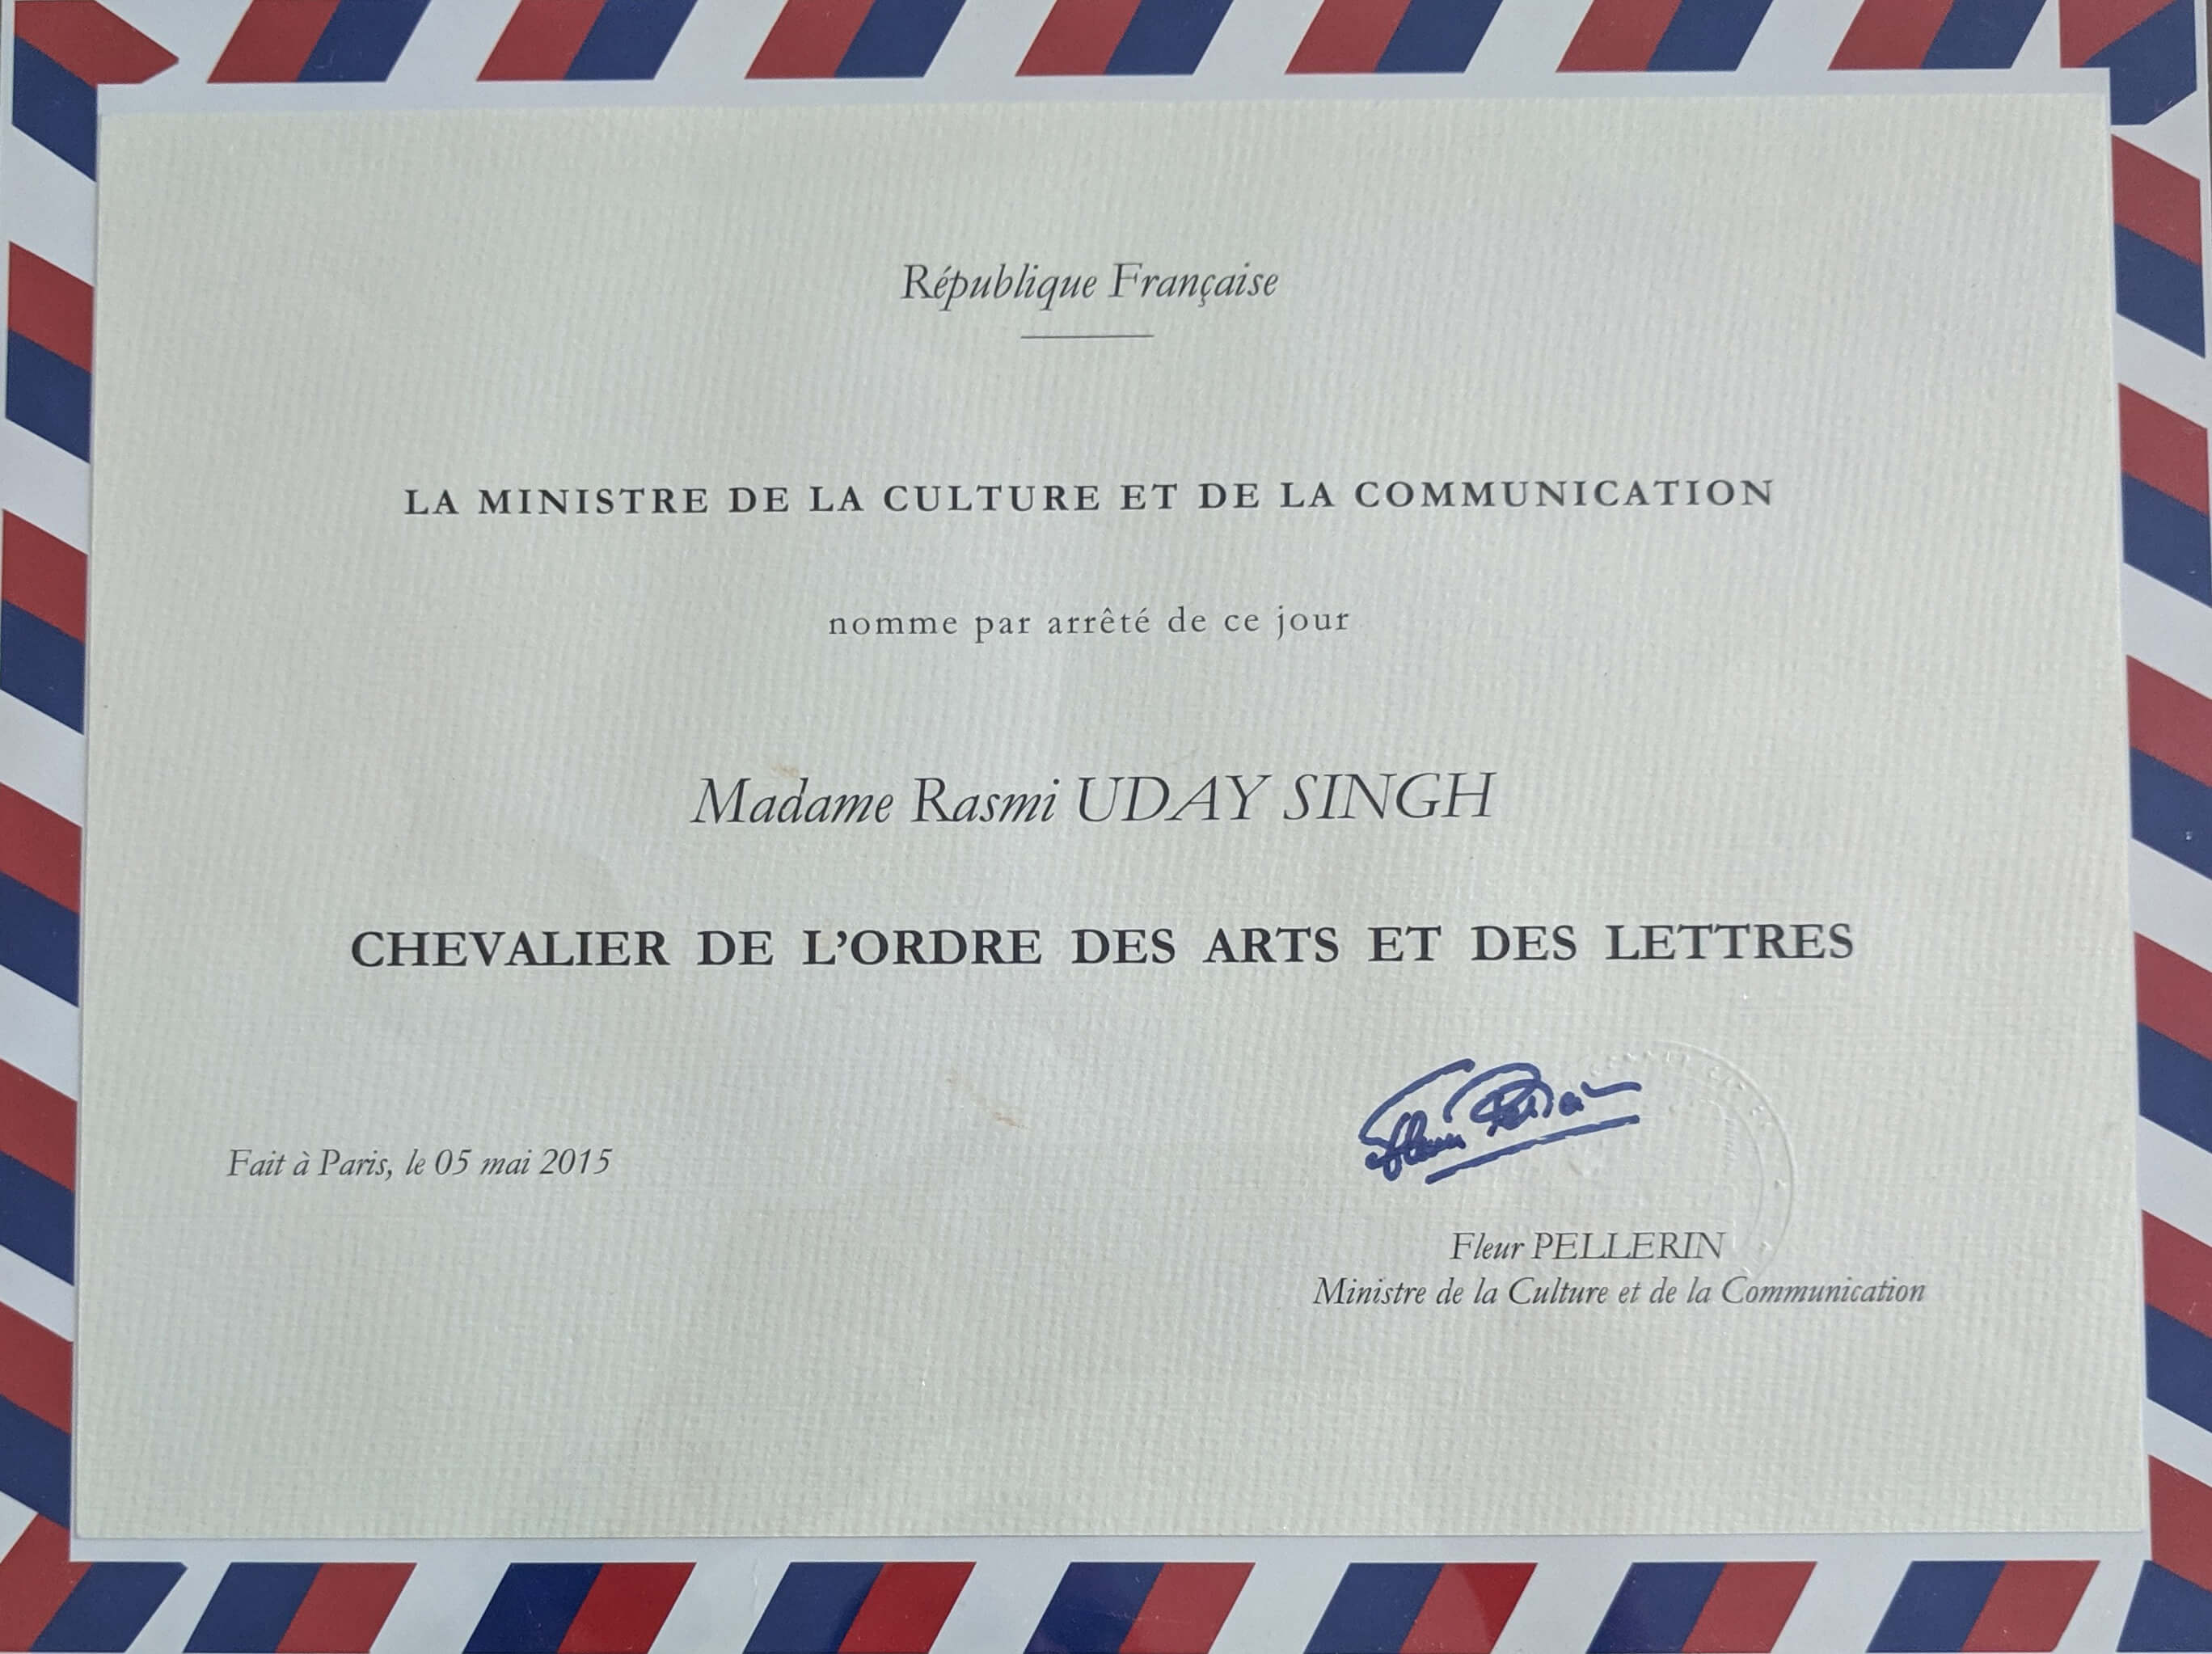 République Française
LA MINISTRE DE LA CULTURE ET DE LA COMMUNICATION
nomme par arrêté de ce jour
Madame Rasmi UDAY SINGH
CHEVALIER DE L’ORDRE DES ARTS ET DES LETTRES
Fait à Paris, le 05 mai 2015
Fleur PELLERIN
Ministre de la Culture et de la Communication